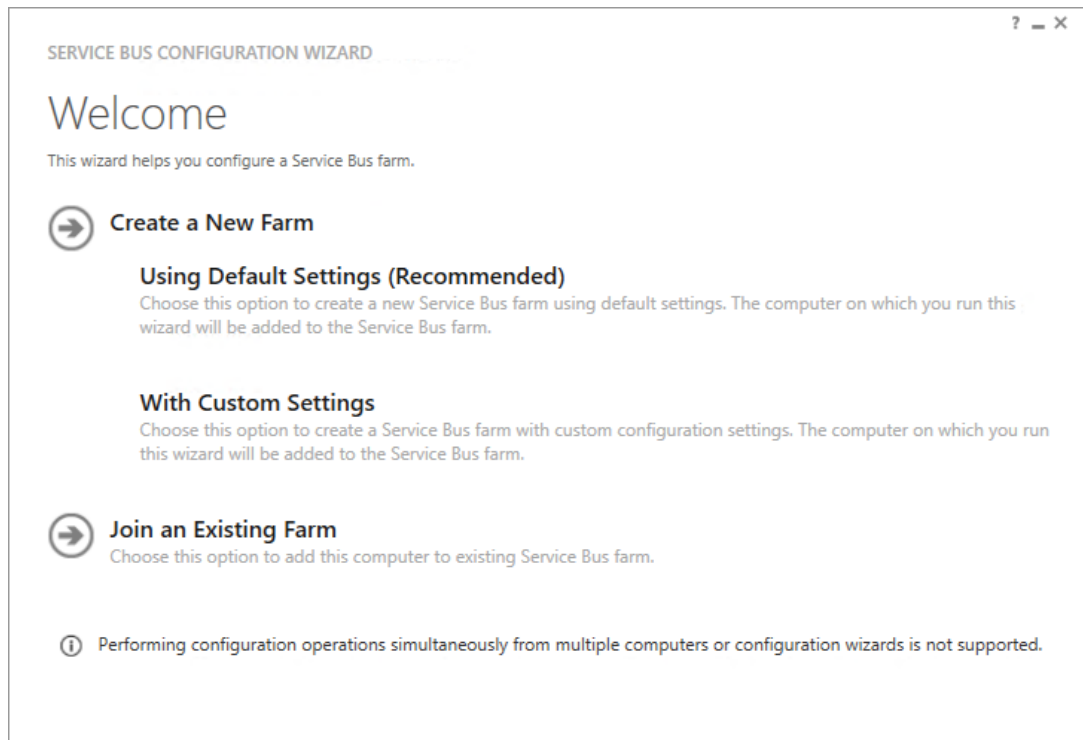 ?
SERVICE BUS CONFIGURATION WIZARD
Welcome
This wizard helps you configure a Service Bus farm.
Create a New Farm
Using Default Settings (Recommended)
Choose this option to create a new Service Bus farm using default settings. The computer on which you run this
wizard will be added to the Service Bus farm.
With Custom Settings
Choose this option to create a Service Bus farm with custom configuration settings. The computer on which you run
this wizard will be added to the Service Bus farm.
Join an Existing Farm
Choose this option to add this computer to existing Service Bus farm.
Performing configuration operations simultaneously from multiple computers or configuration wizards is not supported.